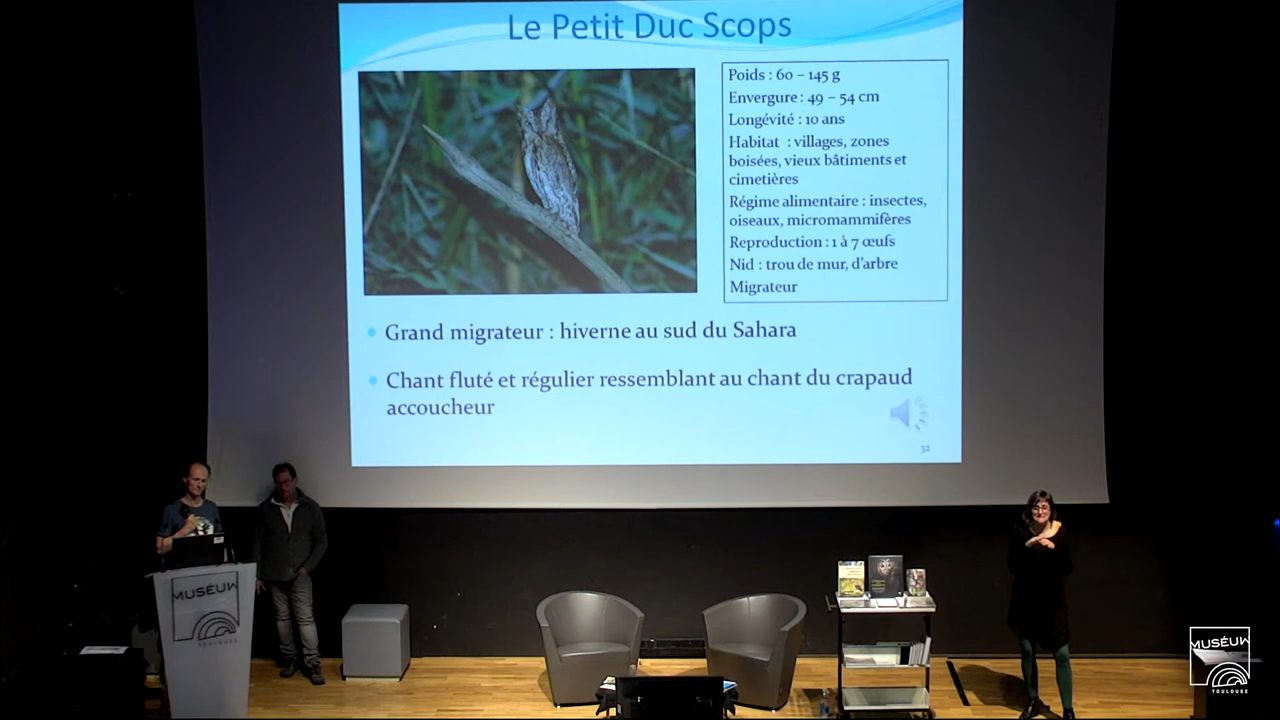 Le Petit Duc Scops
Poids : 60 – 145 g
Envergure : 49 – 54 cm
Longévité : 10 ans
Habitat : villages, zones
boisées, vieux bâtiments et
cimetières
Régime alimentaire : insectes,
oiseaux, micromammifères
Reproduction : 1 à 7 œufs
Nid : trou de mur, d'arbre
Migrateur
Grand migrateur : hiverne au sud du Sahara
Chant fluté et régulier ressemblant au chant du crapaud
accoucheur
32
MUSÉUM
TOULOUSE
MUSÉUM
TOULOUSE